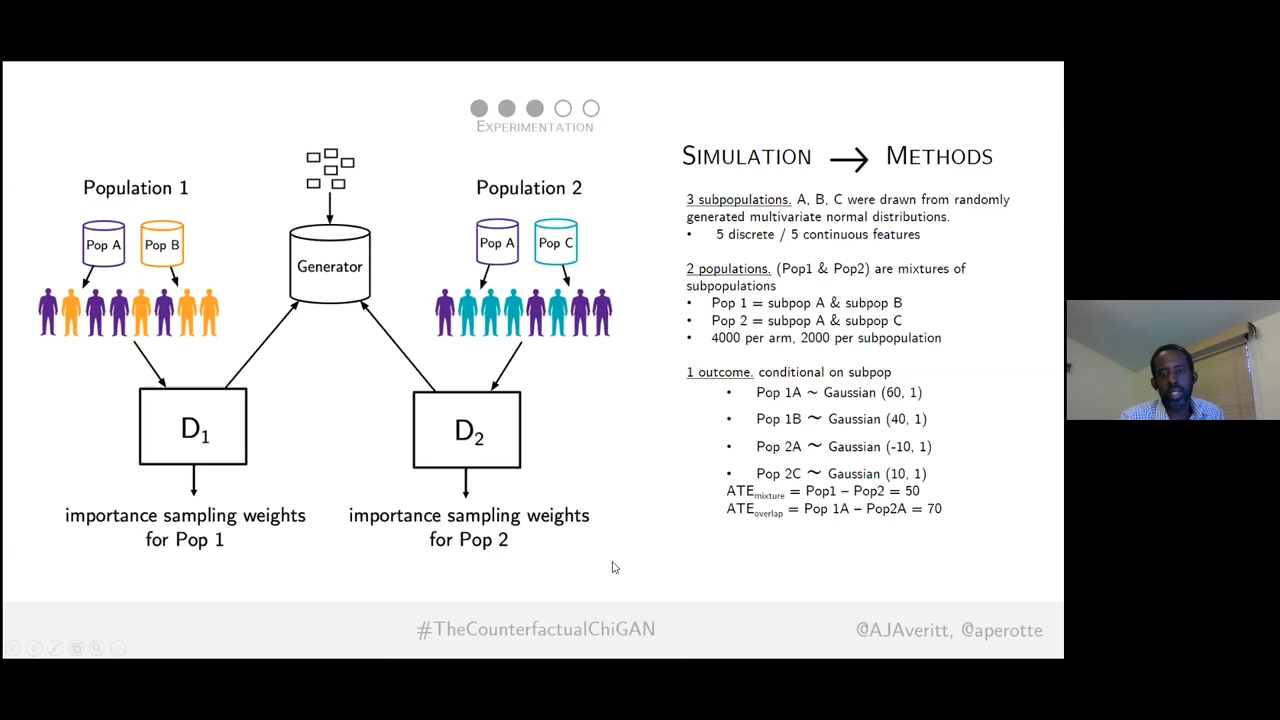 EXPERIMENTATION
Population 1
Pop A
Pop B
Generator
Population 2
Pop A
Pop C
D₁
D₂
importance sampling weights
for Pop 1
importance sampling weights
for Pop 2
SIMULATION → METHODS
3 subpopulations. A, B, C were drawn from randomly
generated multivariate normal distributions.
• 5 discrete / 5 continuous features
2 populations. (Pop1 & Pop2) are mixtures of
subpopulations
• Pop 1 = subpop A & subpop B
• Pop 2 = subpop A & subpop C
• 4000 per arm, 2000 per subpopulation
1 outcome. conditional on subpop
• Pop 1A ~ Gaussian (60, 1)
• Pop 1B ~ Gaussian (40, 1)
• Pop 2A ~ Gaussian (-10, 1)
• Pop 2C ~ Gaussian (10, 1)
ATEmixture = Pop1 – Pop2 = 50
ATEoverlap = Pop 1A – Pop2A = 70
#TheCounterfactualChiGAN
@AJAveritt, @aperotte